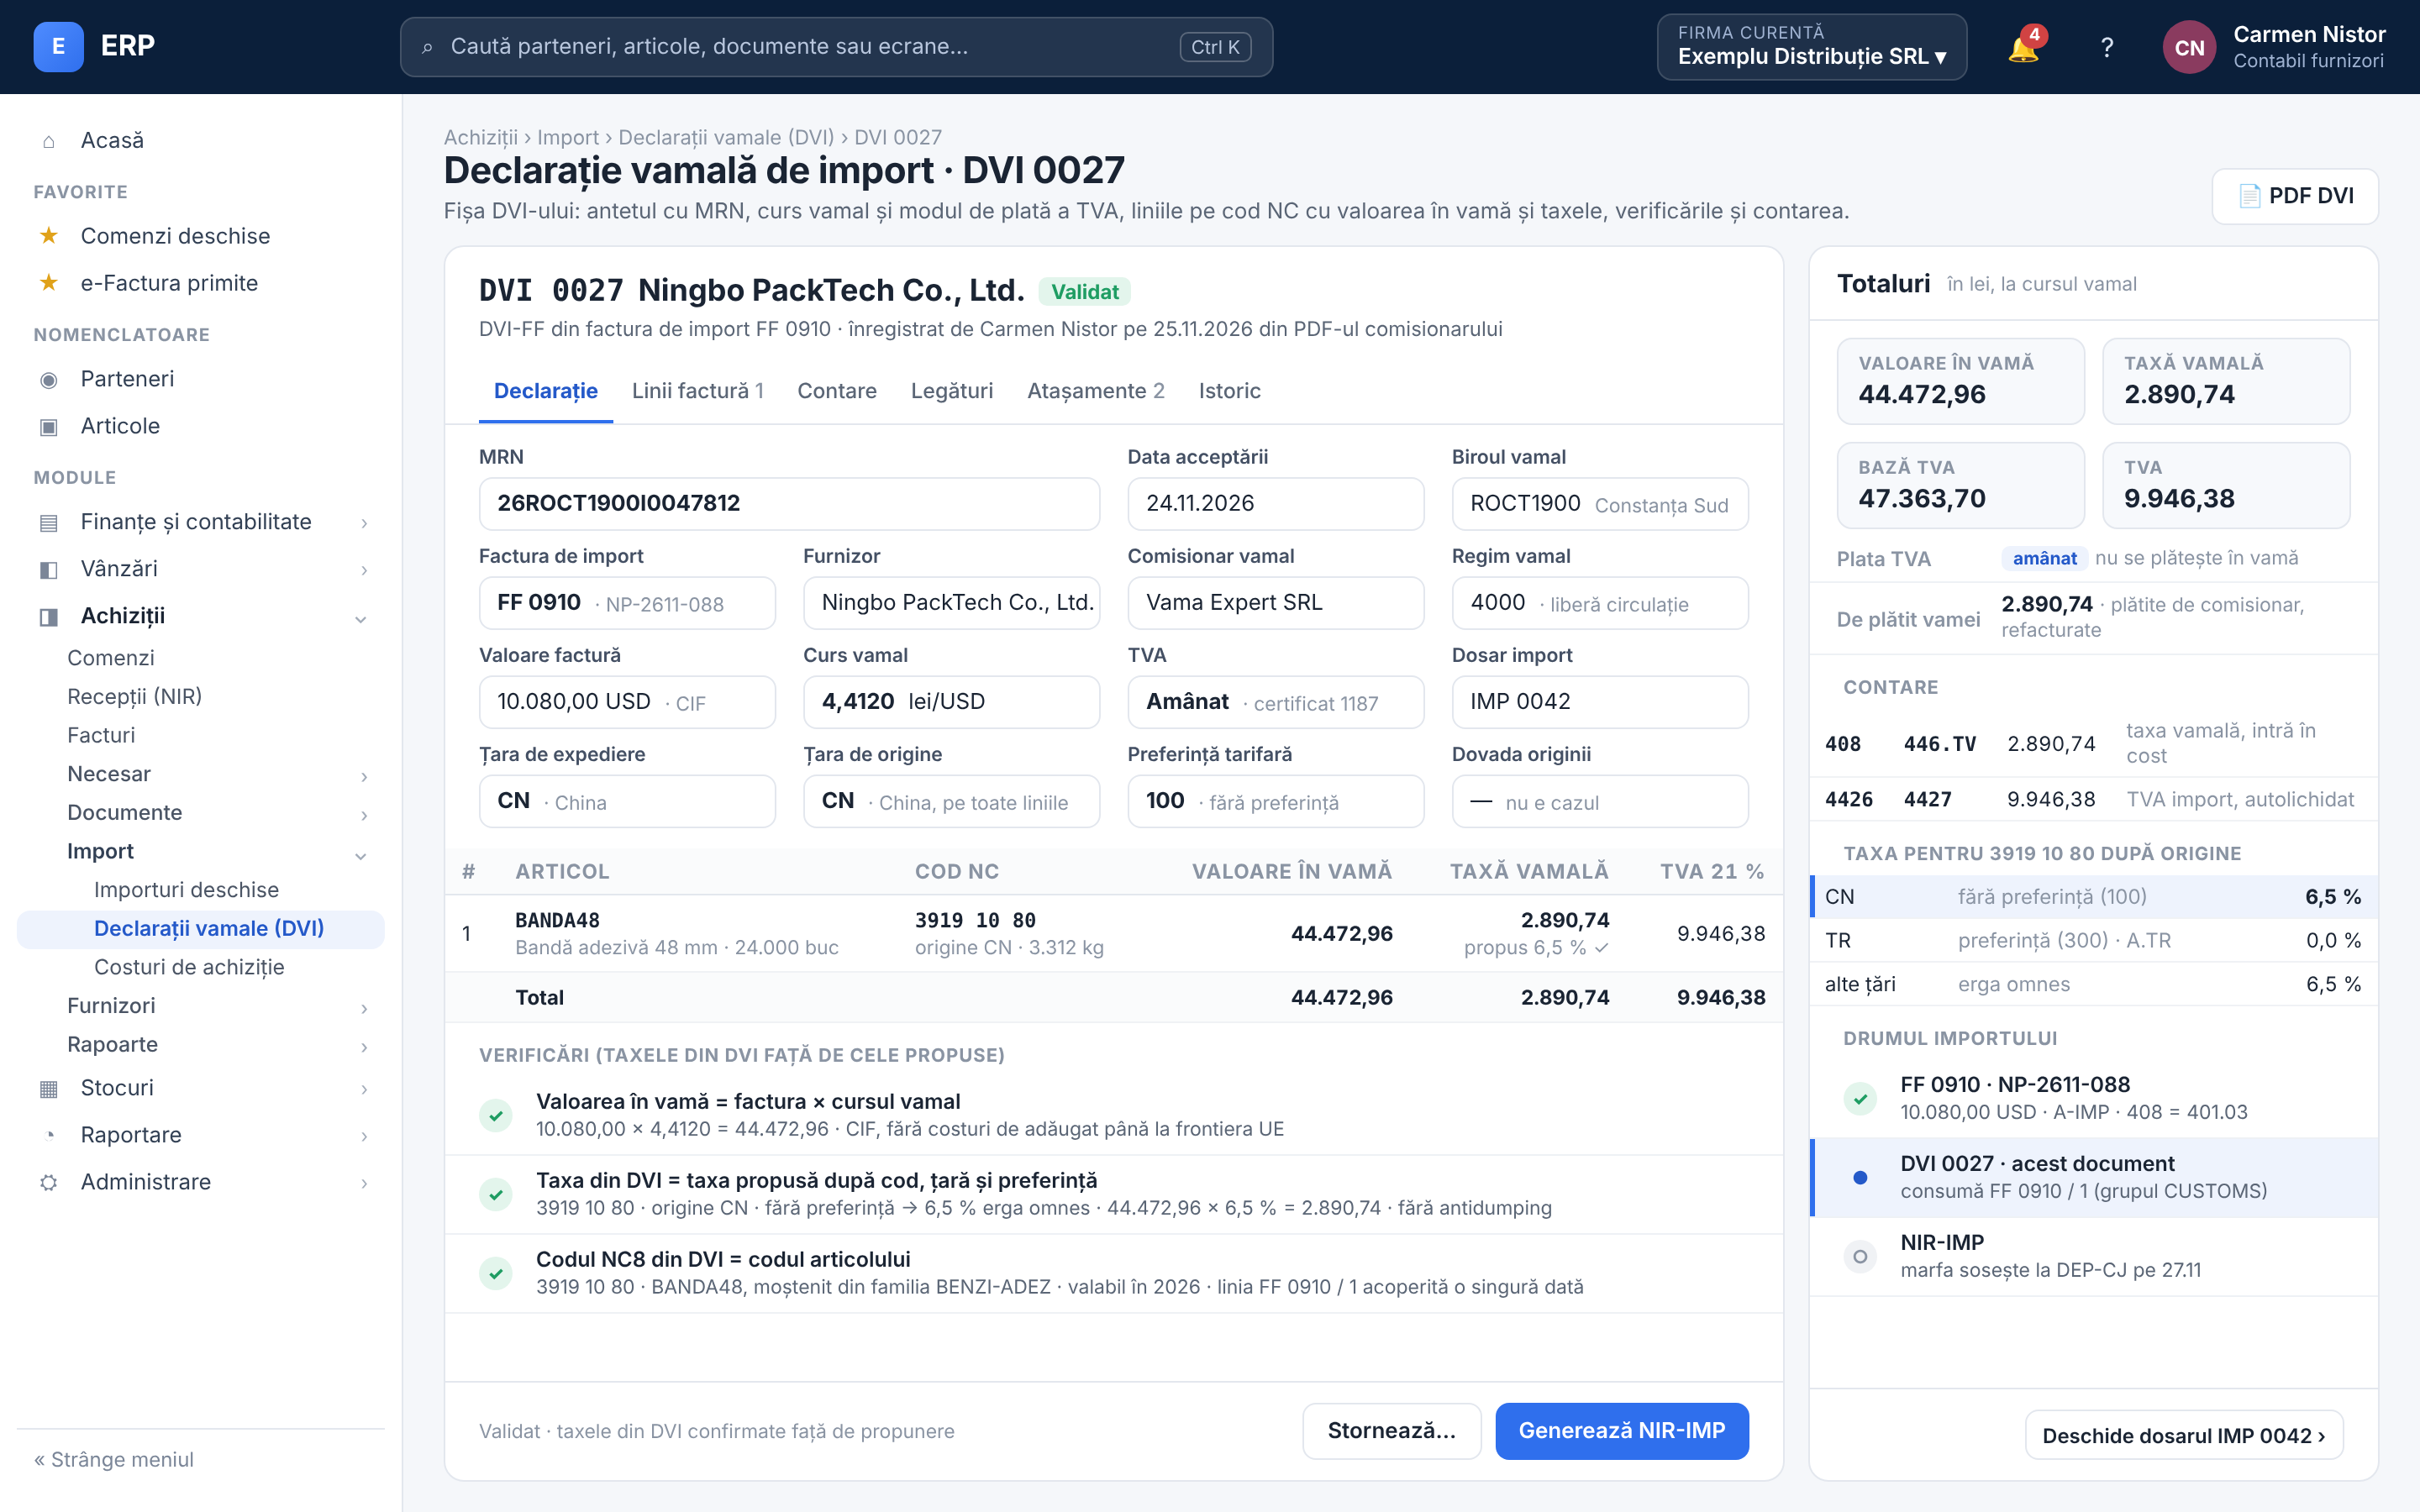 E ERP
Caută parteneri, articole, documente sau ecrane... Ctrl K
FIRMA CURENTĂ
Exemplu Distribuție SRL ▾
4
?
CN
Carmen Nistor
Contabil furnizori
Acasă
FAVORITE
★ Comenzi deschise
★ e-Factura primite
NOMENCLATOARE
Parteneri
Articole
MODULE
Finanțe și contabilitate ›
Vânzări ›
Achiziții
Comenzi
Recepții (NIR)
Facturi
Necesar ›
Documente ›
Import
Importuri deschise
Declarații vamale (DVI)
Costuri de achiziție
Furnizori ›
Rapoarte ›
Stocuri ›
Raportare ›
Administrare ›
« Strânge meniul
Achiziții › Import › Declarații vamale (DVI) › DVI 0027
Declarație vamală de import · DVI 0027
Fișa DVI-ului: antetul cu MRN, curs vamal și modul de plată a TVA, liniile pe cod NC cu valoarea în vamă și taxele, verificările și contarea.
PDF DVI
DVI 0027 Ningbo PackTech Co., Ltd. Validat
DVI-FF din factura de import FF 0910 · înregistrat de Carmen Nistor pe 25.11.2026 din PDF-ul comisionarului
Declarație Linii factură 1 Contare Legături Atașamente 2 Istoric
MRN Data acceptării Biroul vamal
26ROCT1900I0047812 24.11.2026 ROCT1900 Constanța Sud
Factura de import Furnizor Comisionar vamal Regim vamal
FF 0910 · NP-2611-088 Ningbo PackTech Co., Ltd. Vama Expert SRL 4000 · liberă circulație
Valoare factură Curs vamal TVA Dosar import
10.080,00 USD · CIF 4,4120 lei/USD Amânat · certificat 1187 IMP 0042
Țara de expediere Țara de origine Preferință tarifară Dovada originii
CN · China CN · China, pe toate liniile 100 · fără preferință — nu e cazul
# ARTICOL COD NC VALOARE ÎN VAMĂ TAXĂ VAMALĂ TVA 21 %
1 BANDA48 3919 10 80 44.472,96 2.890,74 9.946,38
Bandă adezivă 48 mm · 24.000 buc origine CN · 3.312 kg propus 6,5 % ✓
Total 44.472,96 2.890,74 9.946,38
VERIFICĂRI (TAXELE DIN DVI FAȚĂ DE CELE PROPUSE)
Valoarea în vamă = factura × cursul vamal
10.080,00 × 4,4120 = 44.472,96 · CIF, fără costuri de adăugat până la frontiera UE
Taxa din DVI = taxa propusă după cod, țară și preferință
3919 10 80 · origine CN · fără preferință → 6,5 % erga omnes · 44.472,96 × 6,5 % = 2.890,74 · fără antidumping
Codul NC8 din DVI = codul articolului
3919 10 80 · BANDA48, moștenit din familia BENZI-ADEZ · valabil în 2026 · linia FF 0910 / 1 acoperită o singură dată
Validat · taxele din DVI confirmate față de propunere
Stornează... Generează NIR-IMP
Totaluri în lei, la cursul vamal
VALOARE ÎN VAMĂ TAXĂ VAMALĂ
44.472,96 2.890,74
BAZĂ TVA TVA
47.363,70 9.946,38
Plata TVA amânat nu se plătește în vamă
De plătit vamei 2.890,74 · plătite de comisionar, refacturate
CONTARE
408 446.TV 2.890,74 taxa vamală, intră în cost
4426 4427 9.946,38 TVA import, autolichidat
TAXA PENTRU 3919 10 80 DUPĂ ORIGINE
CN fără preferință (100) 6,5 %
TR preferință (300) · A.TR 0,0 %
alte țări erga omnes 6,5 %
DRUMUL IMPORTULUI
FF 0910 · NP-2611-088
10.080,00 USD · A-IMP · 408 = 401.03
DVI 0027 · acest document
consumă FF 0910 / 1 (grupul CUSTOMS)
NIR-IMP
marfa sosește la DEP-CJ pe 27.11
Deschide dosarul IMP 0042 ›